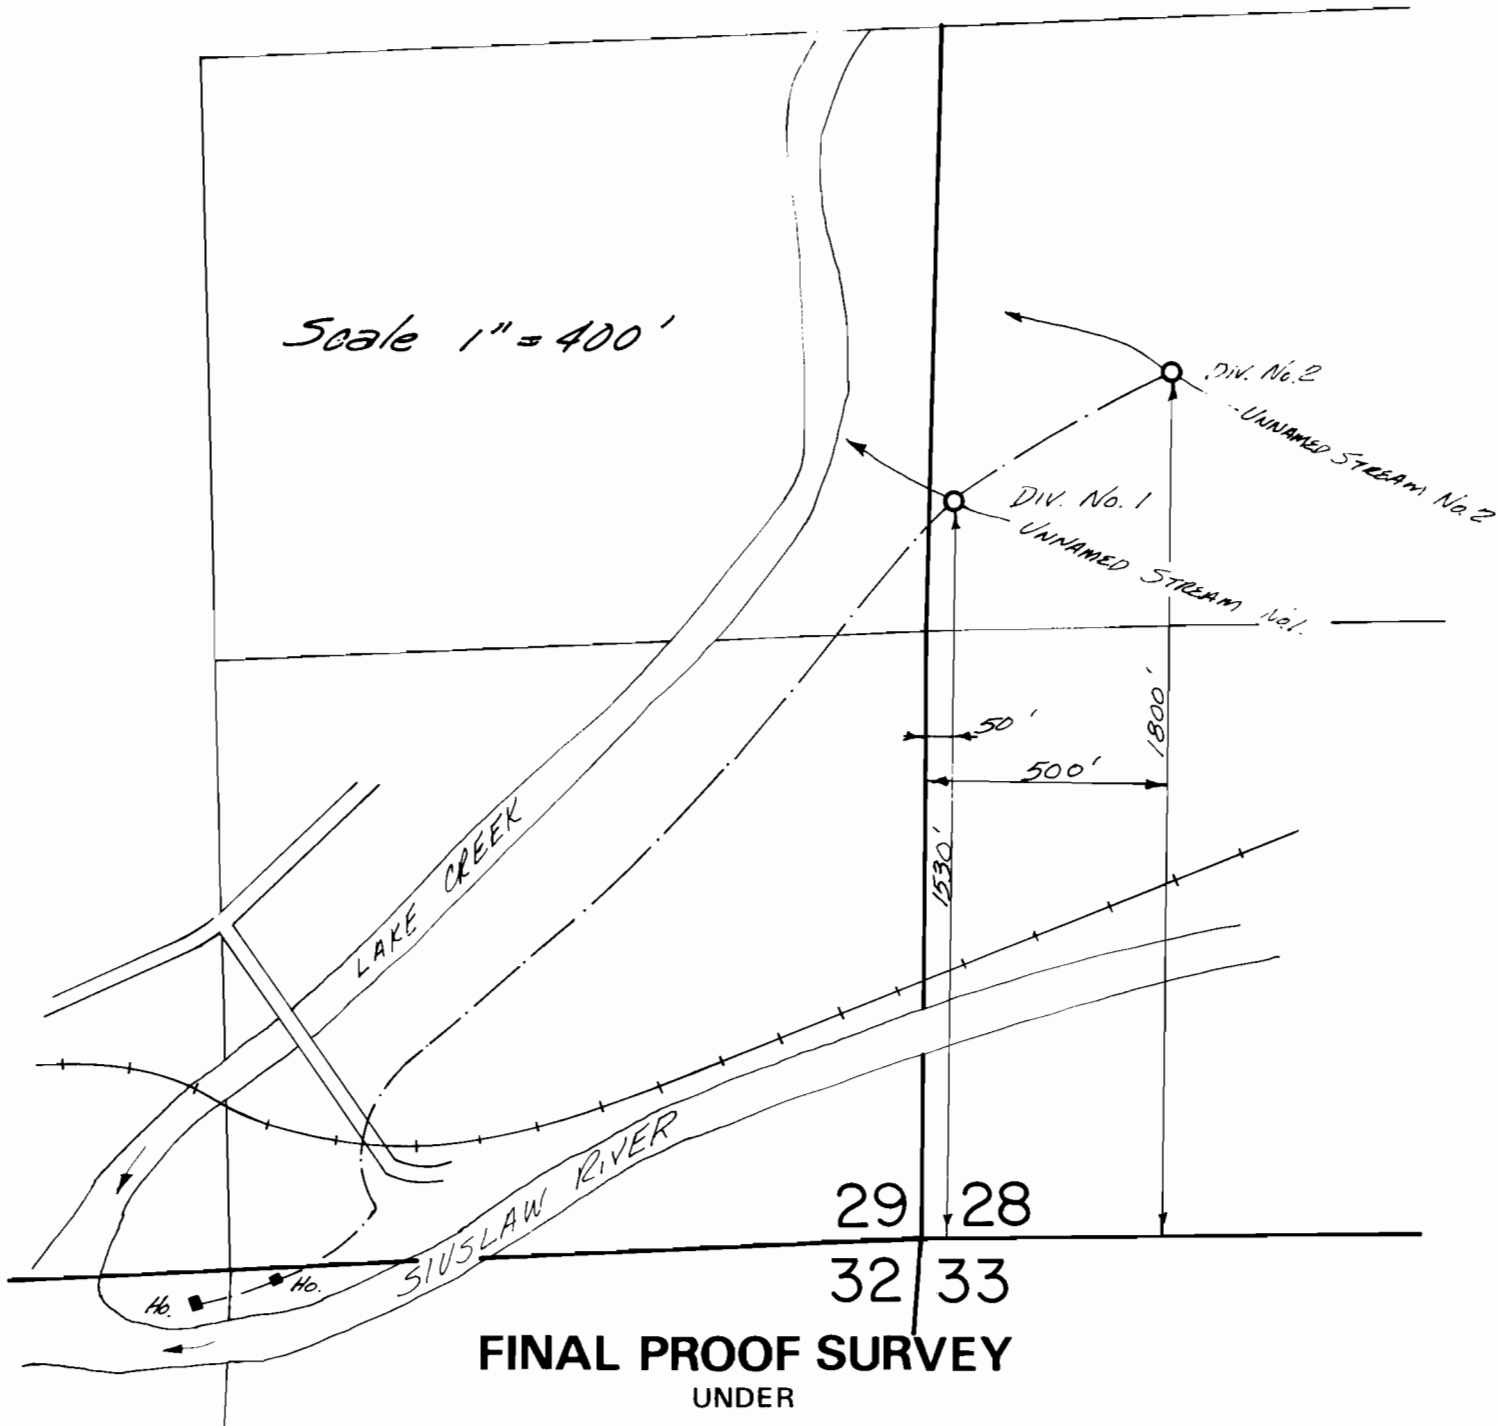 Scale 1" = 400'
Div. No. 2
UNNAMED STREAM No. 2
DIV. No. 1
UNNAMED STREAM No. 1.
50'
1800'
500'
1530'
LAKE CREEK
SIUSLAW RIVER
29 28
32 33
Ho.
Ho.
FINAL PROOF SURVEY
UNDER